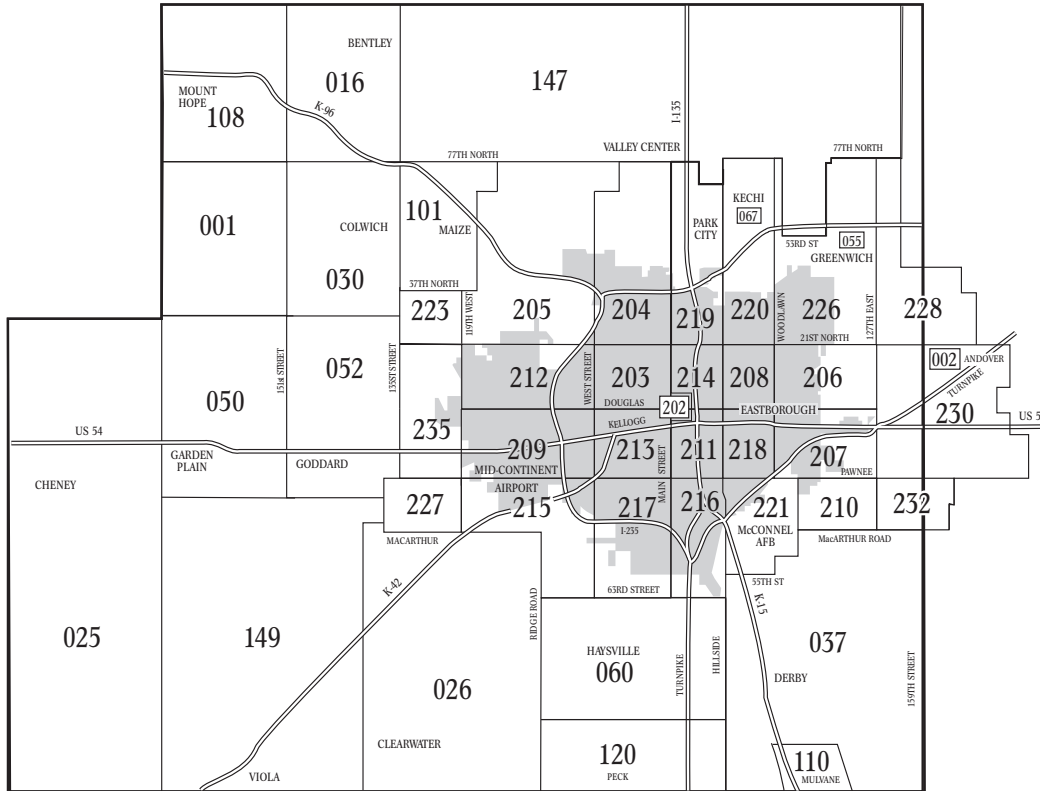 BENTLEY
016
147
MOUNT
HOPE
108
K-96
I-135
77TH NORTH
VALLEY CENTER
77TH NORTH
001
COLWICH
101
MAIZE
PARK
CITY
KECHI
067
53RD ST
055
GREENWICH
030
37TH NORTH
223
119TH WEST
205
204
219
220
WOODLAWN
226
21ST NORTH
127TH EAST
228
151st STREET
052
135ST STREET
050
212
WEST STREET
203
DOUGLAS
214
208
206
002
ANDOVER
TURNPIKE
202
EASTBOROUGH
230
US 54
235
KELLOGG
US 5
GARDEN
PLAIN
GODDARD
209
MID-CONTINENT
AIRPORT
213
MAIN STREET
211
218
207
PAWNEE
CHENEY
227
215
217
216
221
210
232
MACARTHUR
I-235
McCONNEL
AFB
MacARTHUR ROAD
K-42
63RD STREET
55TH ST
K-15
025
149
RIDGE ROAD
HAYSVILLE
060
TURNPIKE
HILLSIDE
037
DERBY
159TH STREET
026
CLEARWATER
VIOLA
120
PECK
110
MULVANE